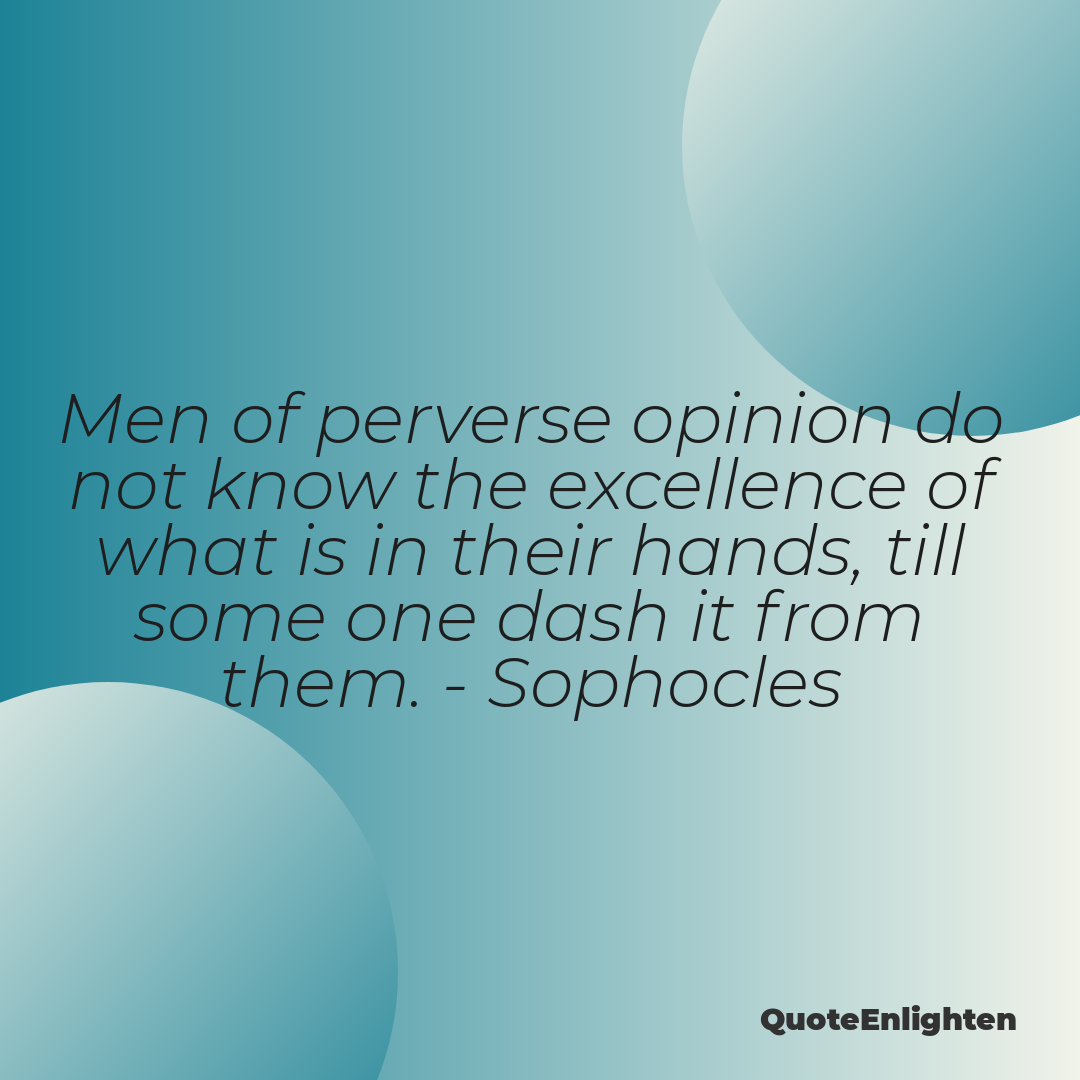 Men of perverse opinion do
not know the excellence of
what is in their hands, till
some one dash it from
them. - Sophocles
QuoteEnlighten